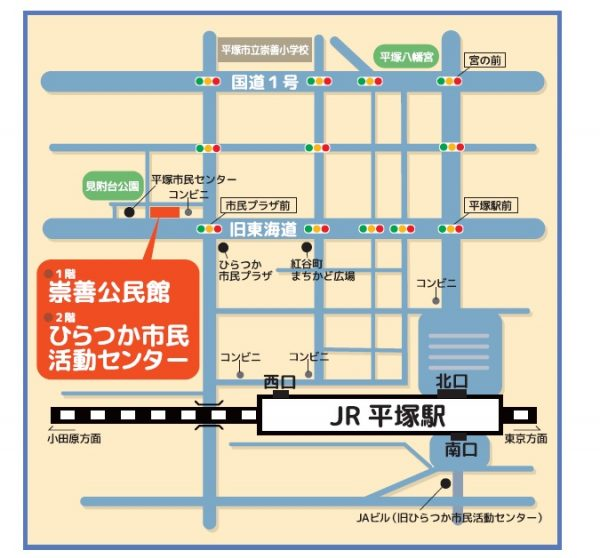 平塚市立崇善小学校
平塚八幡宮
宮の前
国道1号
見附台公園
平塚市民センター
コンビニ
市民プラザ前
平塚駅前
旧東海道
ひらつか
市民プラザ
紅谷町
まちかど広場
1階
崇善公民館
2階
ひらつか市民
活動センター
コンビニ
コンビニ
コンビニ
西口
北口
JR 平塚駅
小田原方面
東京方面
南口
JAビル(旧ひらつか市民活動センター)